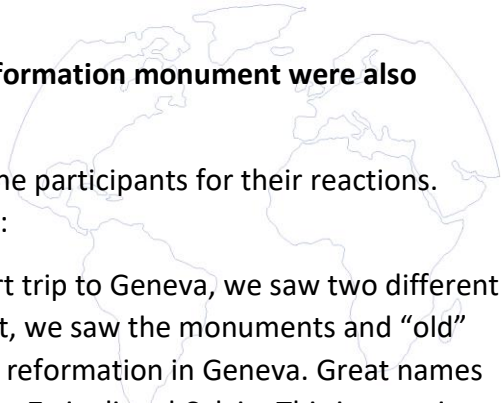 formation monument were also
he participants for their reactions.
:
rt trip to Geneva, we saw two different
t, we saw the monuments and “old”
reformation in Geneva. Great names